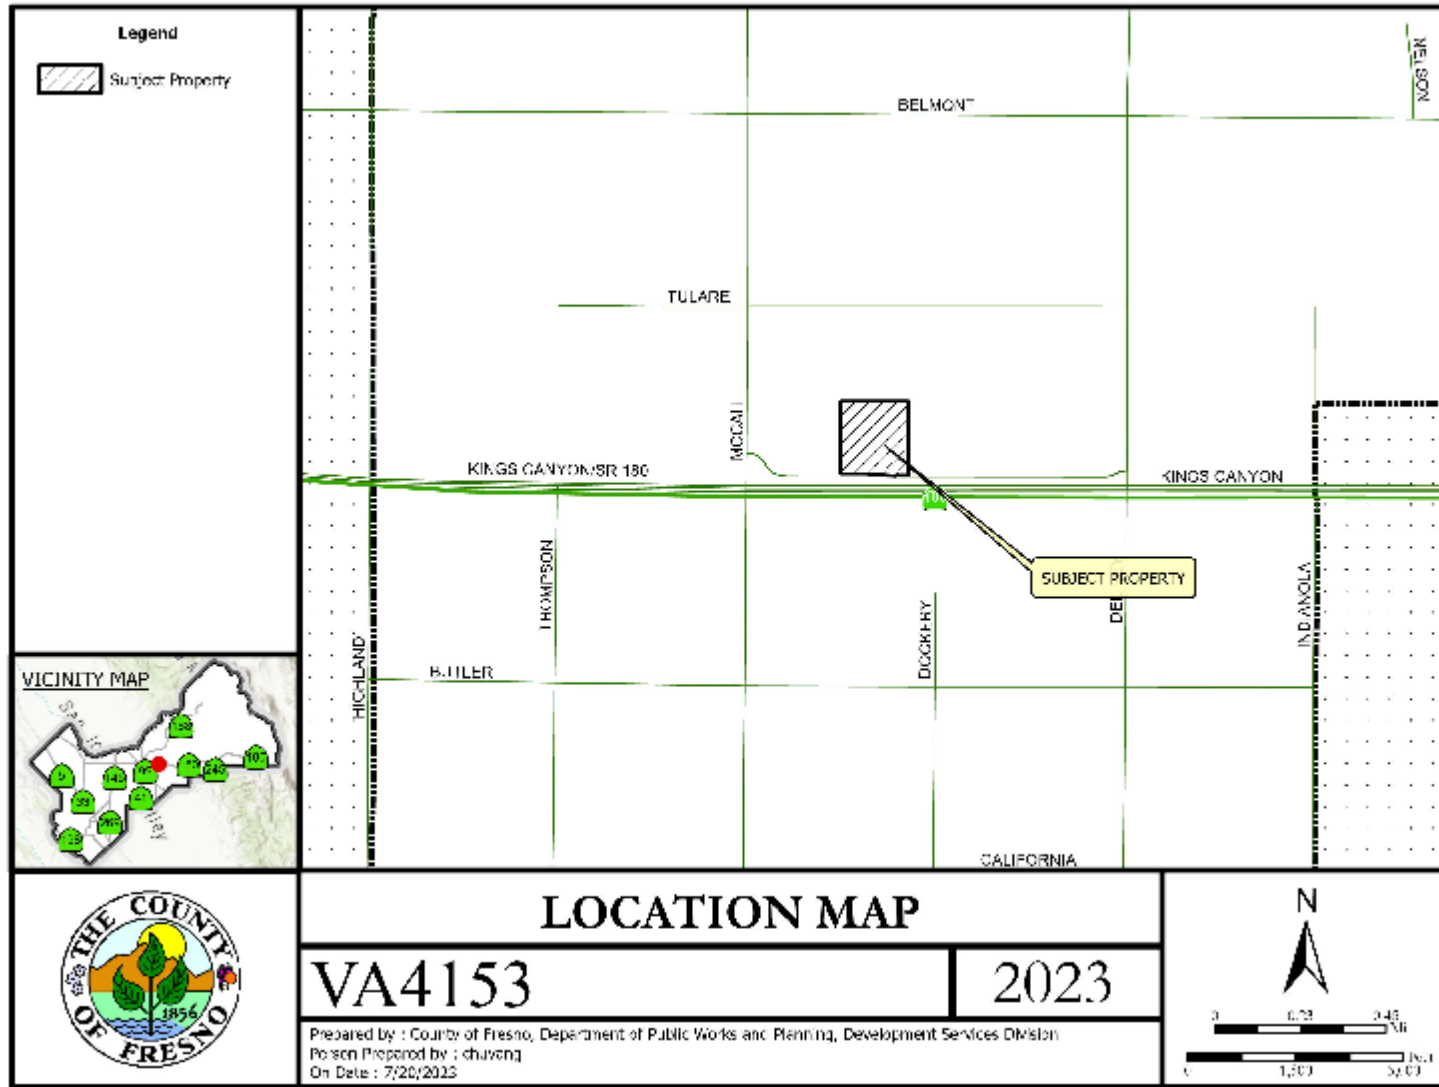 Legend
Subject Property
NELSON
BELMONT
TULARE
MCCALL
KINGS CANYON/SR 180
KINGS CANYON
THOMPSON
SUBJECT PROPERTY
DOCKERY
INDIANOLA
HIGHLAND
BUTLER
CALIFORNIA
VICINITY MAP
THE COUNTY
OF FRESNO
1856
LOCATION MAP
VA4153
2023
N
Prepared by : County of Fresno, Department of Public Works and Planning, Development Services Division
Person Prepared by : chuvang
On Date : 7/20/2023